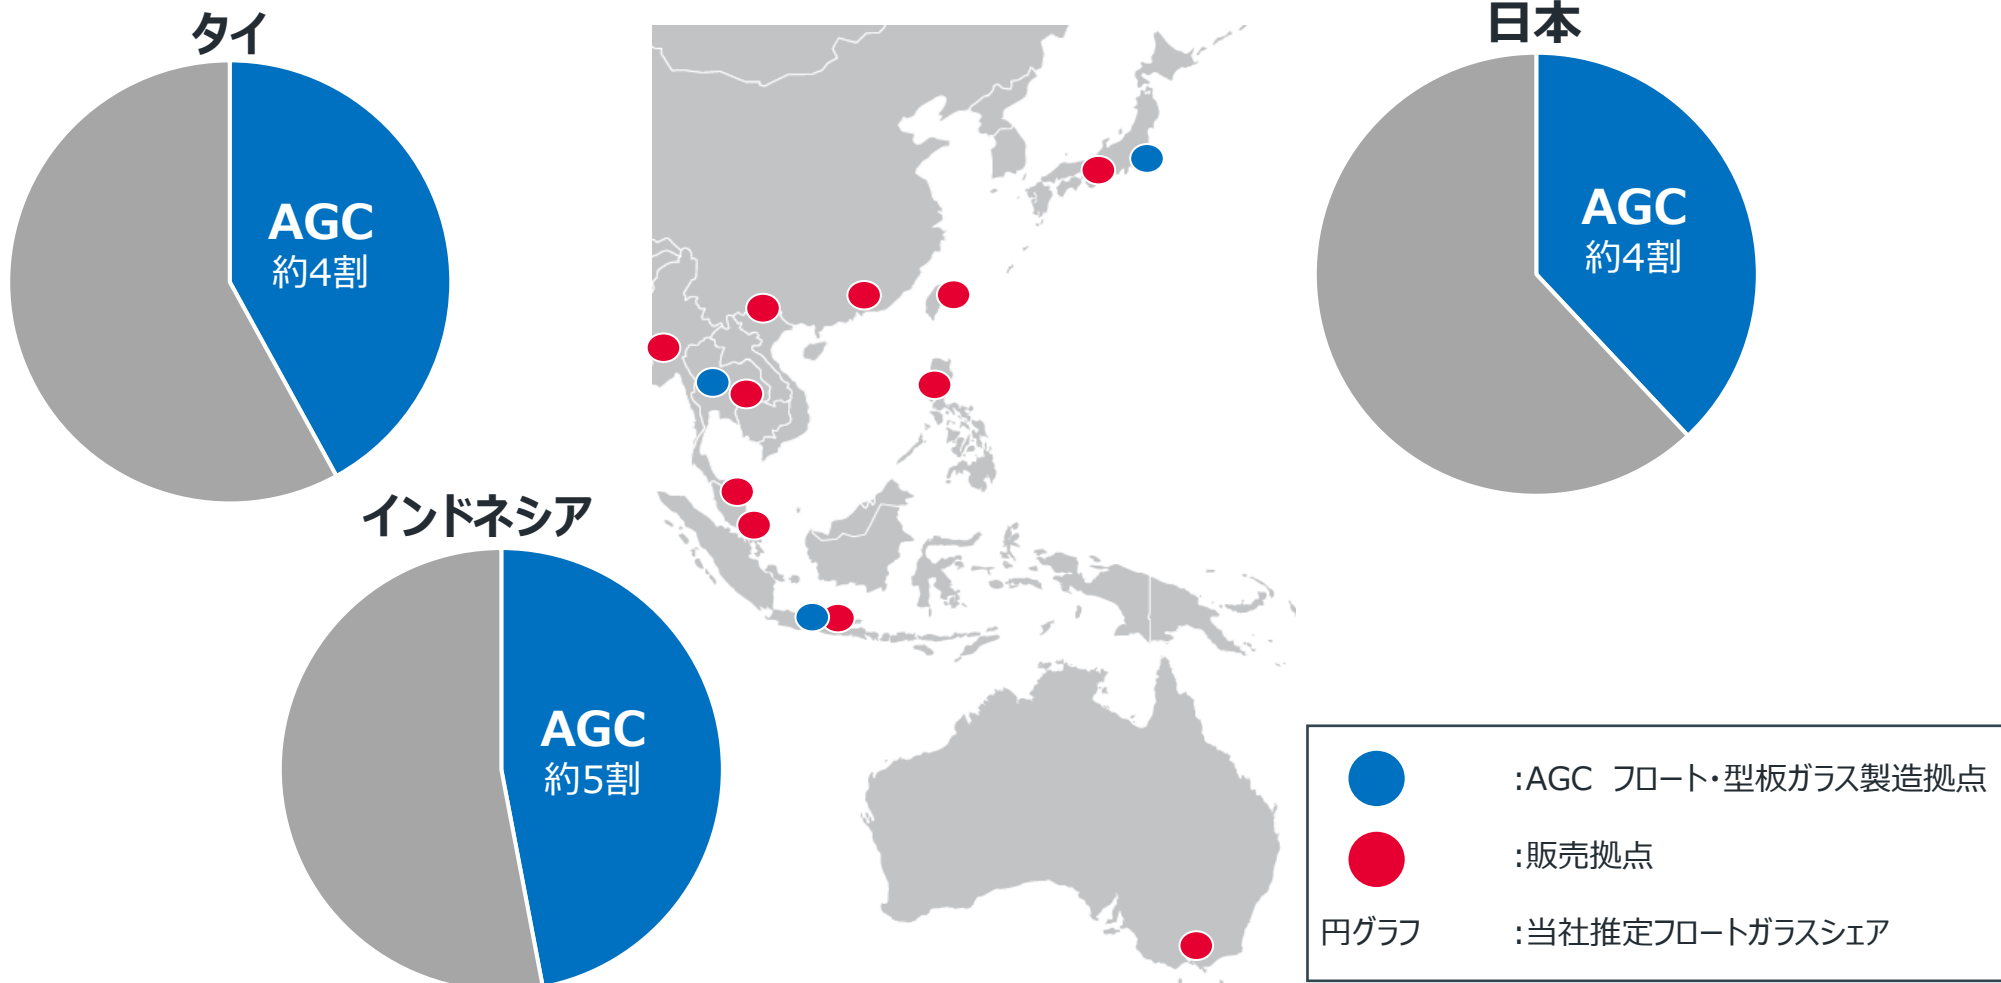 タイ
AGC
約4割
日本
AGC
約4割
インドネシア
AGC
約5割
:AGC フロート・型板ガラス製造拠点
:販売拠点
円グラフ :当社推定フロートガラスシェア